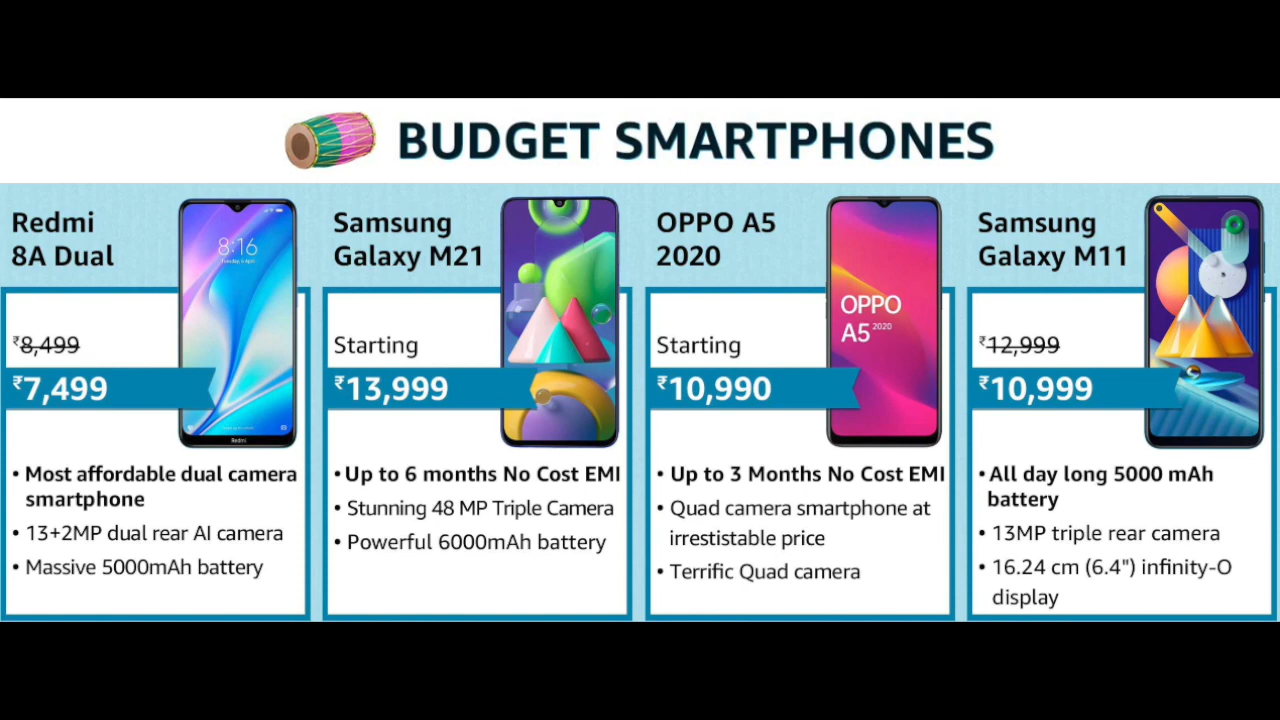 BUDGET SMARTPHONES
Redmi
8A Dual
₹8,499
₹7,499
8:16
Redmi
• Most affordable dual camera
smartphone
• 13+2MP dual rear AI camera
• Massive 5000mAh battery
Samsung
Galaxy M21
Starting
₹13,999
• Up to 6 months No Cost EMI
• Stunning 48 MP Triple Camera
• Powerful 6000mAh battery
OPPO A5
2020
Starting
₹10,990
OPPO
A5 2020
• Up to 3 Months No Cost EMI
• Quad camera smartphone at
irrestistable price
• Terrific Quad camera
Samsung
Galaxy M11
₹12,999
₹10,999
• All day long 5000 mAh
battery
• 13MP triple rear camera
• 16.24 cm (6.4") infinity-O
display